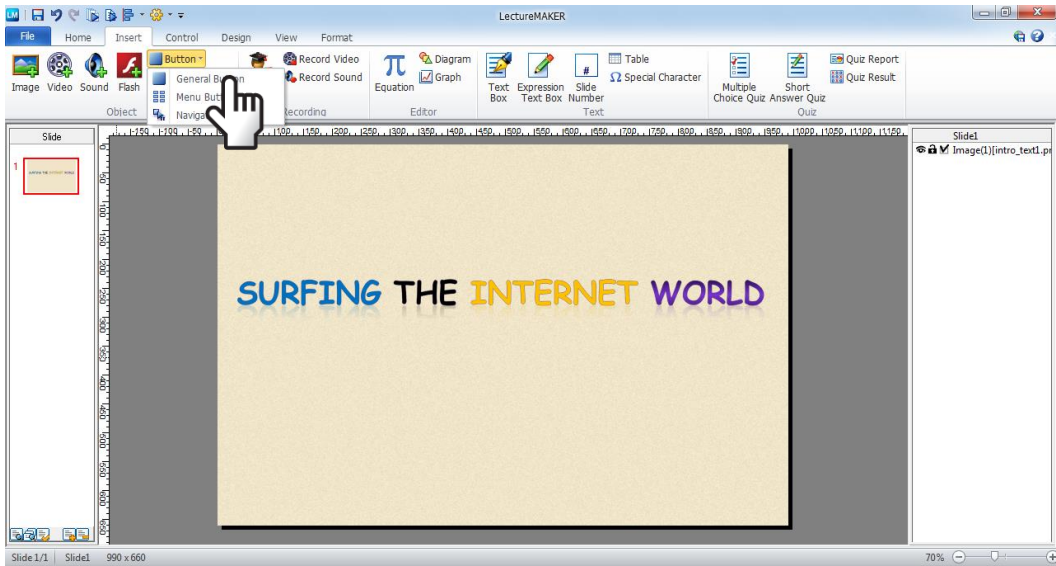 LM
LectureMAKER
File Home Insert Control Design View Format
Image Video Sound Flash
Button
General Button
Menu
Object
Record Video
Record Sound
Recording
π
Equation
Diagram
Graph
Editor
Text Box
Expression Text Box
#
Slide Number
Table
Ω Special Character
Text
Multiple Choice Quiz
Short Answer Quiz
Quiz Report
Quiz Result
Quiz
Slide
1
SURFING THE INTERNET WORLD
Slide1
Image(1)[intro_text1.pr
Slide 1/1 Slide1 990 x 660
70%